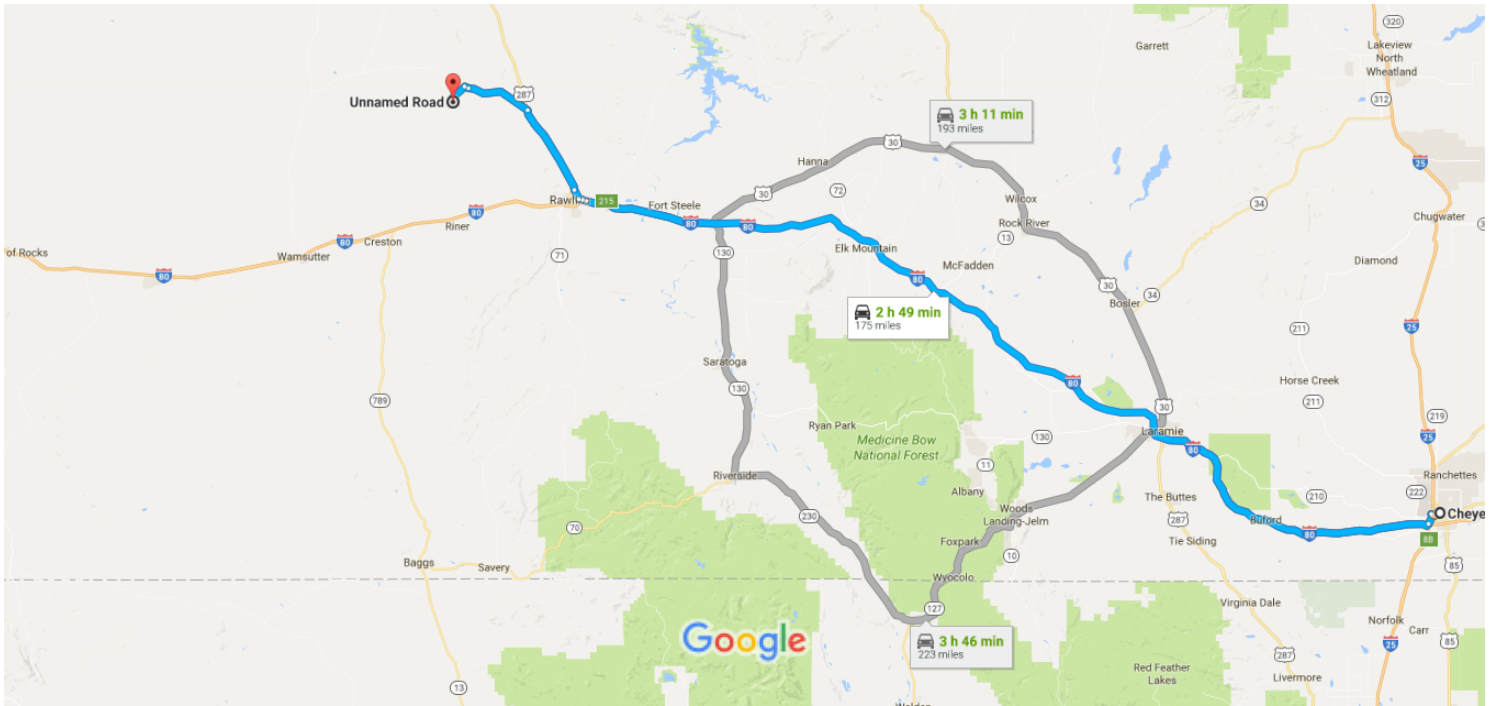 Garrett
320
Lakeview
North
Wheatland
312
Unnamed Road
287
3 h 11 min
193 miles
30
Hanna
30
72
25
34
Wilcox
Rock River
13
30
Chugwater
Rawlins
215
Fort Steele
80
80
80
Riner
Creston
80
of Rocks
Wamsutter
80
71
130
Elk Mountain
McFadden
80
Diamond
34
Bosler
2 h 49 min
175 miles
211
25
Saratoga
130
80
Horse Creek
211
789
30
219
Ryan Park
Medicine Bow
National Forest
130
Laramie
80
25
11
Riverside
Albany
Ranchettes
222
The Buttes
210
Woods
Landing-Jelm
230
287
Buford
Cheye
70
Foxpark
10
Tie Siding
80
8B
Baggs
Savery
Wyocolo
85
127
Virginia Dale
Norfolk
Carr
Google
3 h 46 min
223 miles
25
85
287
Red Feather
Lakes
Livermore
13
Walden